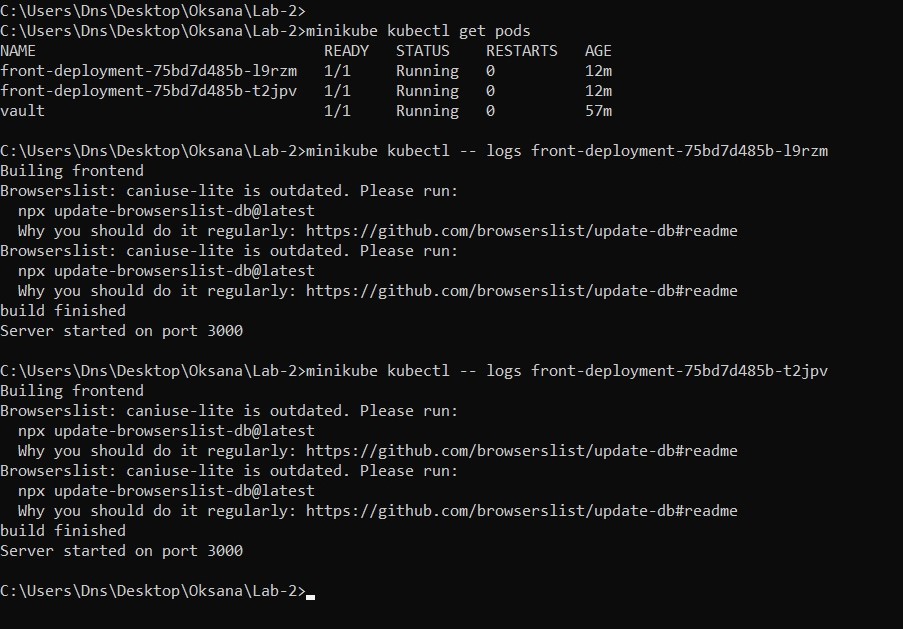 C:\Users\Dns\Desktop\Oksana\Lab-2>
C:\Users\Dns\Desktop\Oksana\Lab-2>minikube kubectl get pods
NAME                                READY   STATUS    RESTARTS   AGE
front-deployment-75bd7d485b-l9rzm   1/1     Running   0          12m
front-deployment-75bd7d485b-t2jpv   1/1     Running   0          12m
vault                               1/1     Running   0          57m

C:\Users\Dns\Desktop\Oksana\Lab-2>minikube kubectl -- logs front-deployment-75bd7d485b-l9rzm
Builing frontend
Browserslist: caniuse-lite is outdated. Please run:
  npx update-browserslist-db@latest
  Why you should do it regularly: https://github.com/browserslist/update-db#readme
Browserslist: caniuse-lite is outdated. Please run:
  npx update-browserslist-db@latest
  Why you should do it regularly: https://github.com/browserslist/update-db#readme
build finished
Server started on port 3000

C:\Users\Dns\Desktop\Oksana\Lab-2>minikube kubectl -- logs front-deployment-75bd7d485b-t2jpv
Builing frontend
Browserslist: caniuse-lite is outdated. Please run:
  npx update-browserslist-db@latest
  Why you should do it regularly: https://github.com/browserslist/update-db#readme
Browserslist: caniuse-lite is outdated. Please run:
  npx update-browserslist-db@latest
  Why you should do it regularly: https://github.com/browserslist/update-db#readme
build finished
Server started on port 3000

C:\Users\Dns\Desktop\Oksana\Lab-2>